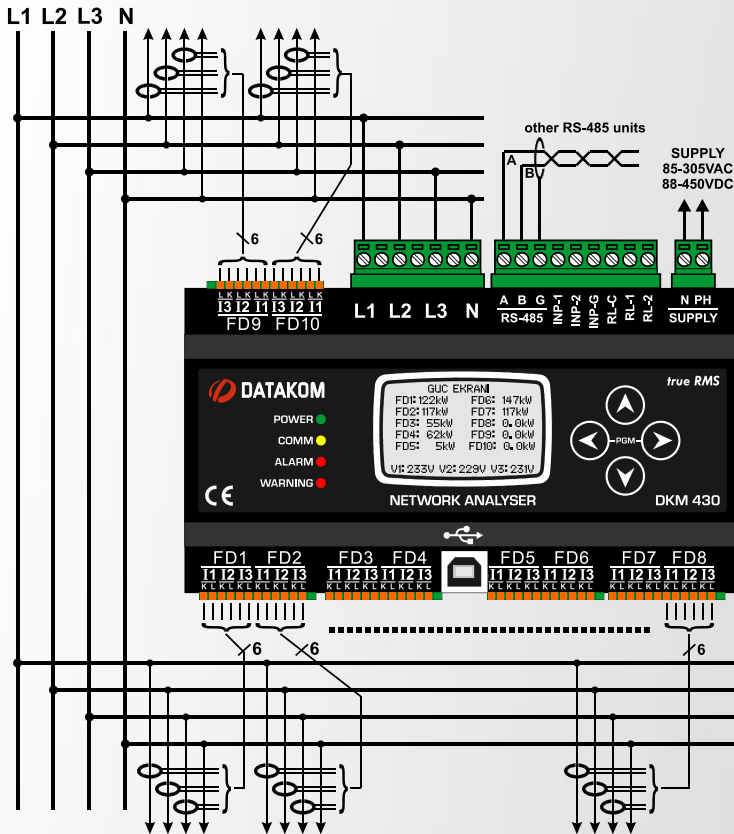 L1 L2 L3 N
other RS-485 units
A
B
SUPPLY
85-305VAC
88-450VDC
6 6
L K L K L K L K L K L K
I3 I2 I1 I3 I2 I1
FD9 FD10
L1 L2 L3 N
A B G
RS-485
INP-1
INP-2
INP-G
RL-C
RL-1
RL-2
N PH
SUPPLY
DATAKOM
POWER
COMM
ALARM
WARNING
CE
GUC EKRANI
FD1: 122kW FD6: 147kW
FD2: 117kW FD7: 117kW
FD3: 55kW FD8: 0.0kW
FD4: 62kW FD9: 0.0kW
FD5: 5kW FD10: 0.0kW
V1: 233V V2: 229V V3: 231V
true RMS
PGM
NETWORK ANALYSER
DKM 430
FD1 FD2 FD3 FD4 FD5 FD6 FD7 FD8
I1 I2 I3 I1 I2 I3 I1 I2 I3 I1 I2 I3 I1 I2 I3 I1 I2 I3 I1 I2 I3 I1 I2 I3
K L K L K L K L K L K L K L K L K L K L K L K L K L K L K L K L K L K L K L K L K L K L K L K L
6 6 6